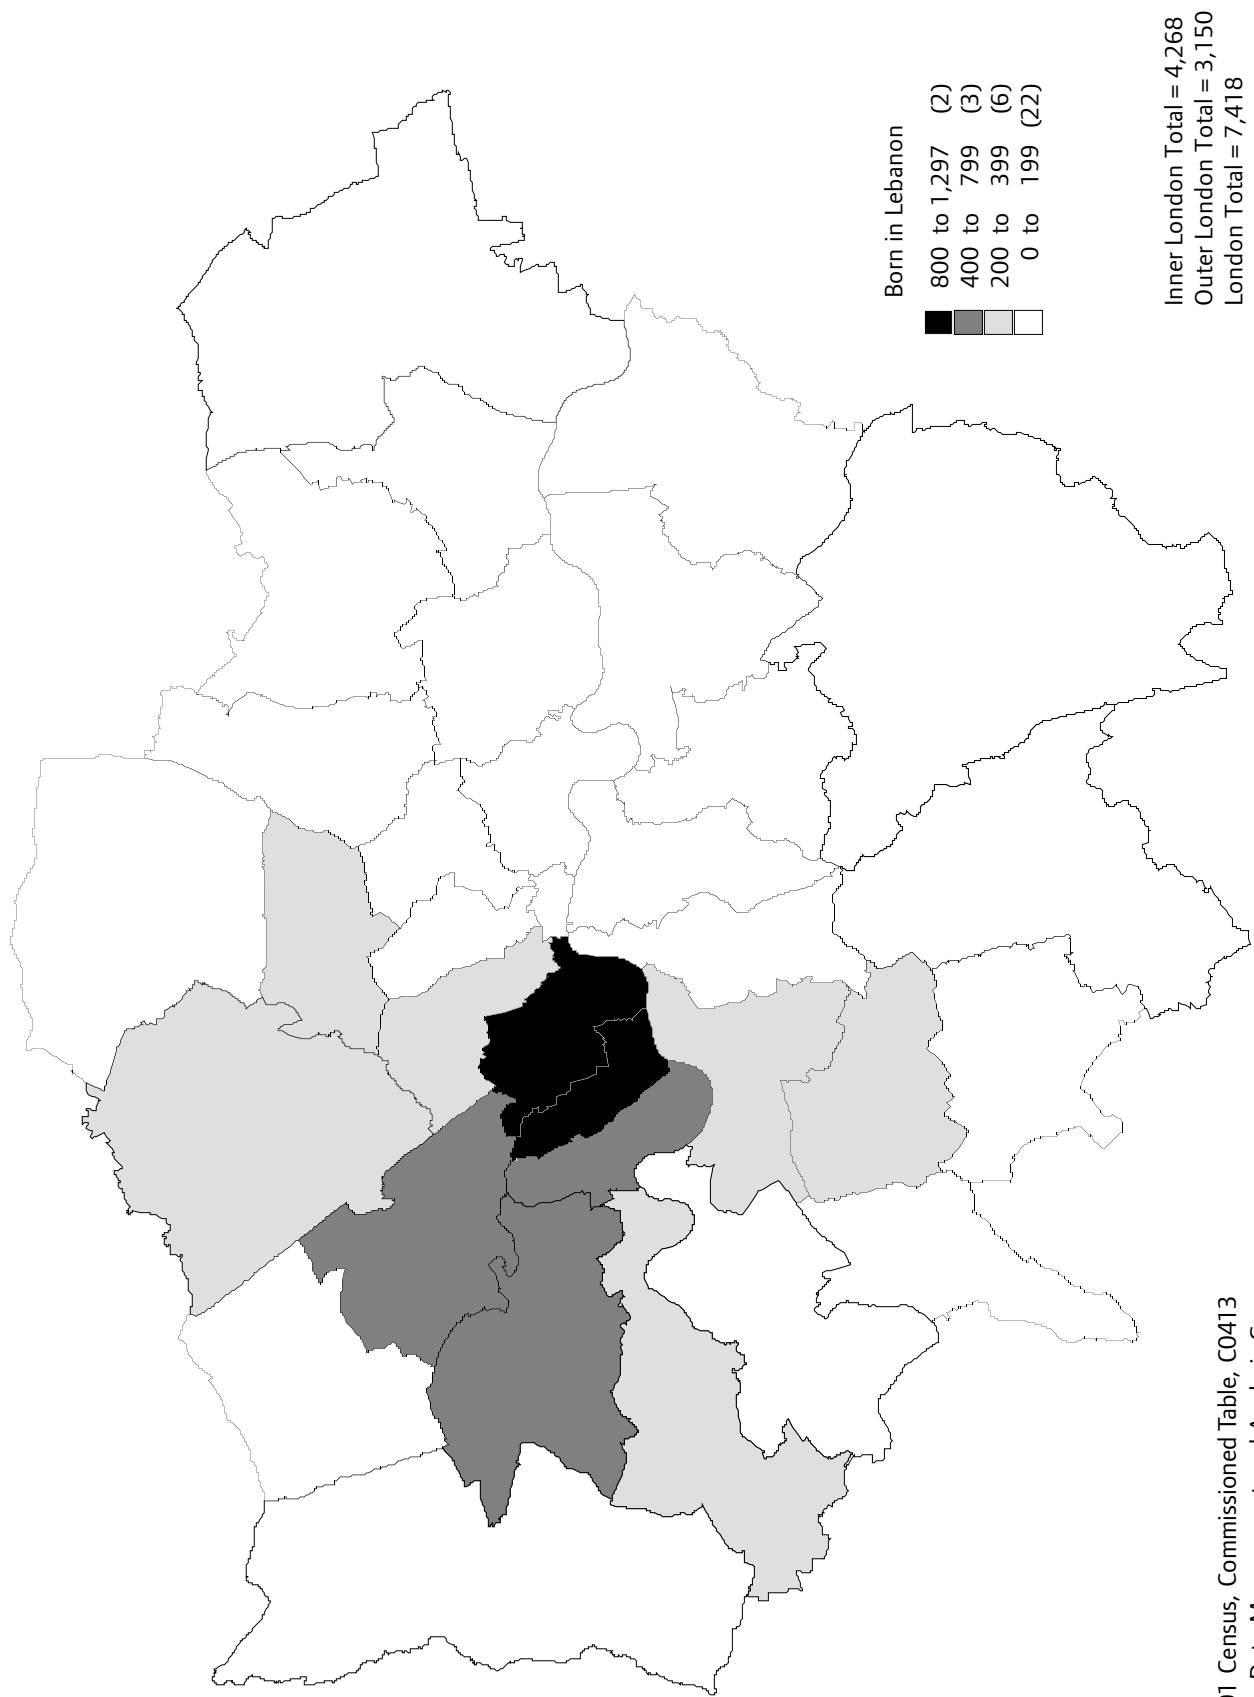 Born in Lebanon
800 to 1,297 (2)
400 to 799 (3)
200 to 399 (6)
0 to 199 (22)
Inner London Total = 4,268
Outer London Total = 3,150
London Total = 7,418
Census, Commissioned Table, C0413